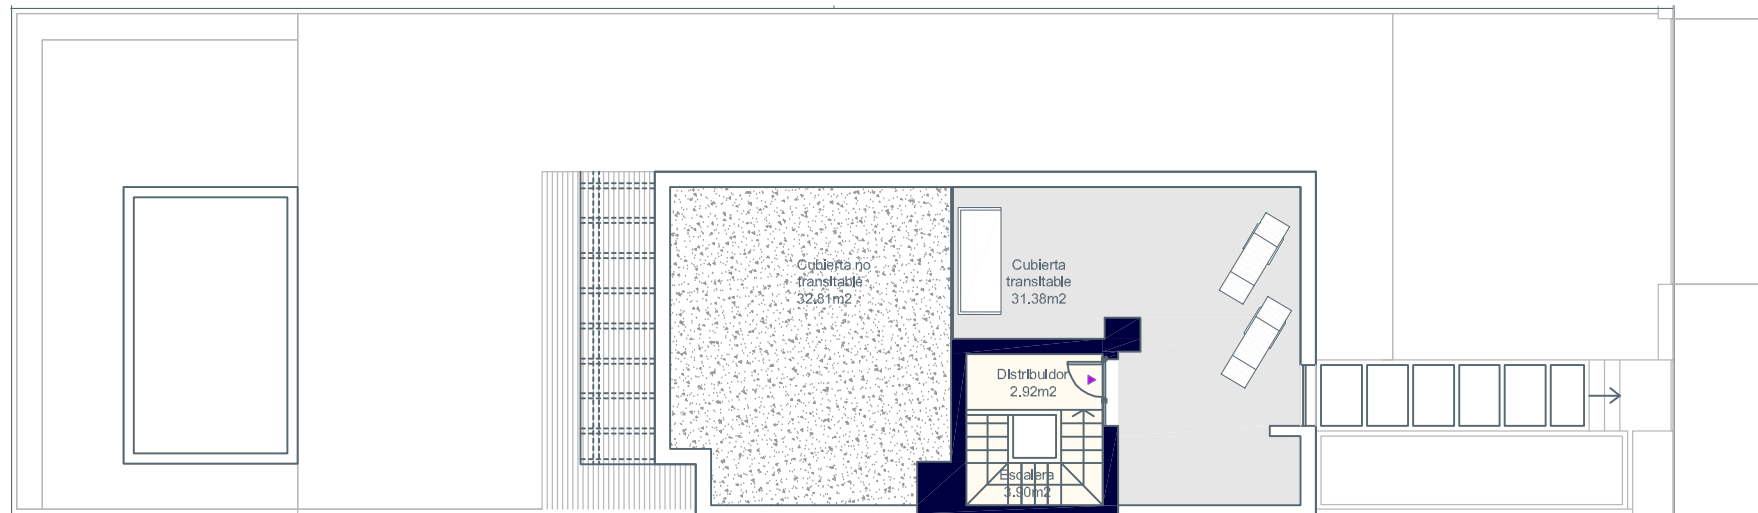 Cubierta no
transitable
32.81m2
Cubierta
transitable
31.38m2
Distribuidor
2.92m2
Escalera
3.90m2